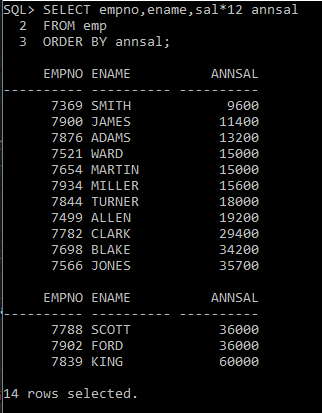 SQL> SELECT empno,ename,sal*12 annsal
  2  FROM emp
  3  ORDER BY annsal;
     EMPNO ENAME          ANNSAL
---------- ---------- ----------
      7369 SMITH            9600
      7900 JAMES           11400
      7876 ADAMS           13200
      7521 WARD            15000
      7654 MARTIN          15000
      7934 MILLER          15600
      7844 TURNER          18000
      7499 ALLEN           19200
      7782 CLARK           29400
      7698 BLAKE           34200
      7566 JONES           35700
     EMPNO ENAME          ANNSAL
---------- ---------- ----------
      7788 SCOTT           36000
      7902 FORD            36000
      7839 KING            60000
14 rows selected.